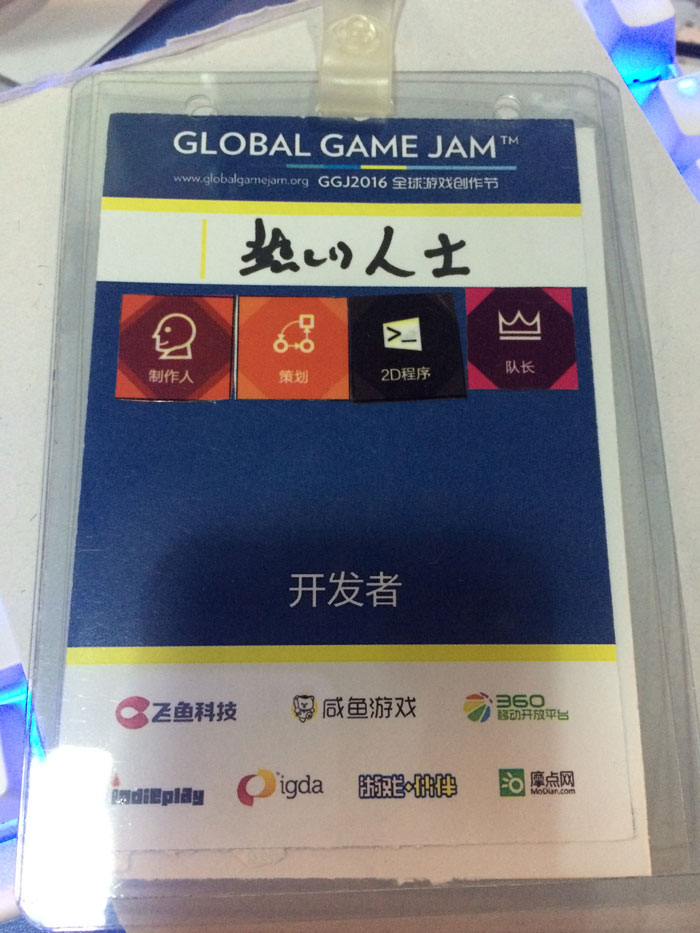 GLOBAL GAME JAM™
www.globalgamejam.org GGJ2016 全球游戏创作节
热心人士
制作人 策划 2D程序 队长
开发者
飞鱼科技 咸鱼游戏 360移动开放平台
indiEplay igda 游戏·伙伴 摩点网 MoDian.com